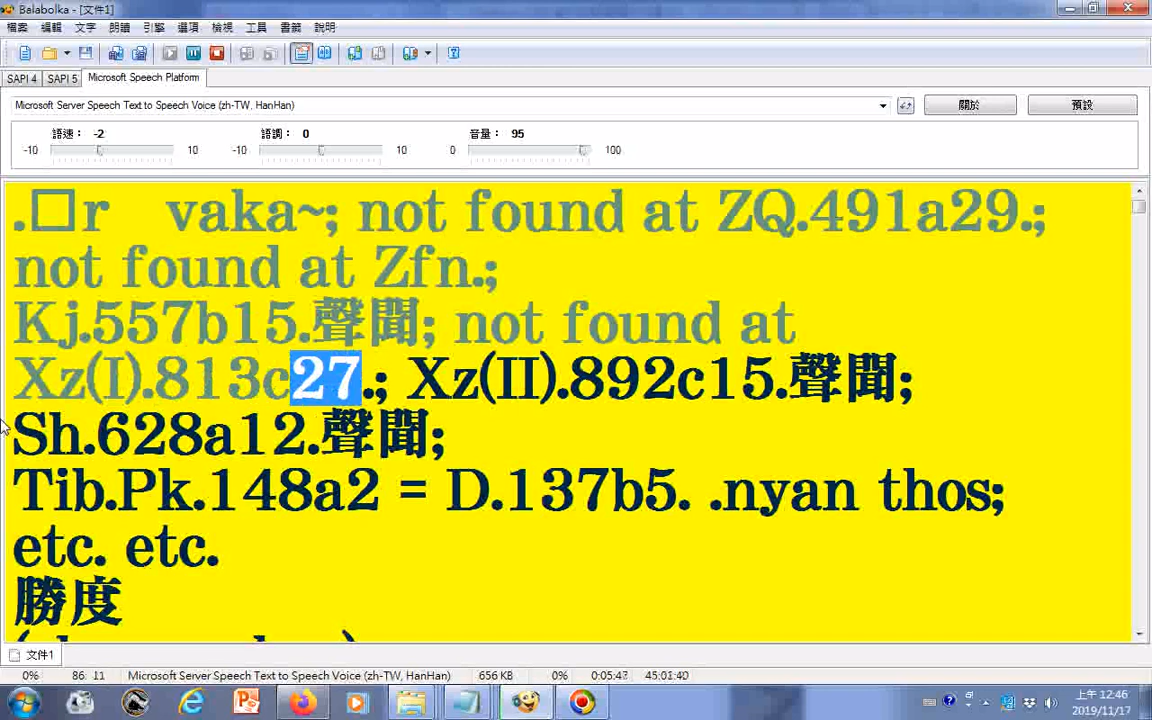 Balabolka - [文件1]
檔案 編輯 文字 朗讀 引擎 選項 檢視 工具 書籤 說明
SAPI 4 SAPI 5 Microsoft Speech Platform
Microsoft Server Speech Text to Speech Voice (zh-TW, HanHan) 關於 預設
語速： -2 語調： 0 音量： 95
-10 10 -10 10 0 100
.□r vaka~; not found at ZQ.491a29.;
not found at Zfn.;
Kj.557b15.聲聞; not found at
Xz(I).813c27.; Xz(II).892c15.聲聞;
Sh.628a12.聲聞;
Tib.Pk.148a2 = D.137b5. .nyan thos;
etc. etc.
勝度
文件1
0% 86: 11 Microsoft Server Speech Text to Speech Voice (zh-TW, HanHan) 656 KB 0% 0:05:43 45:01:40
上午 12:46
2019/11/17